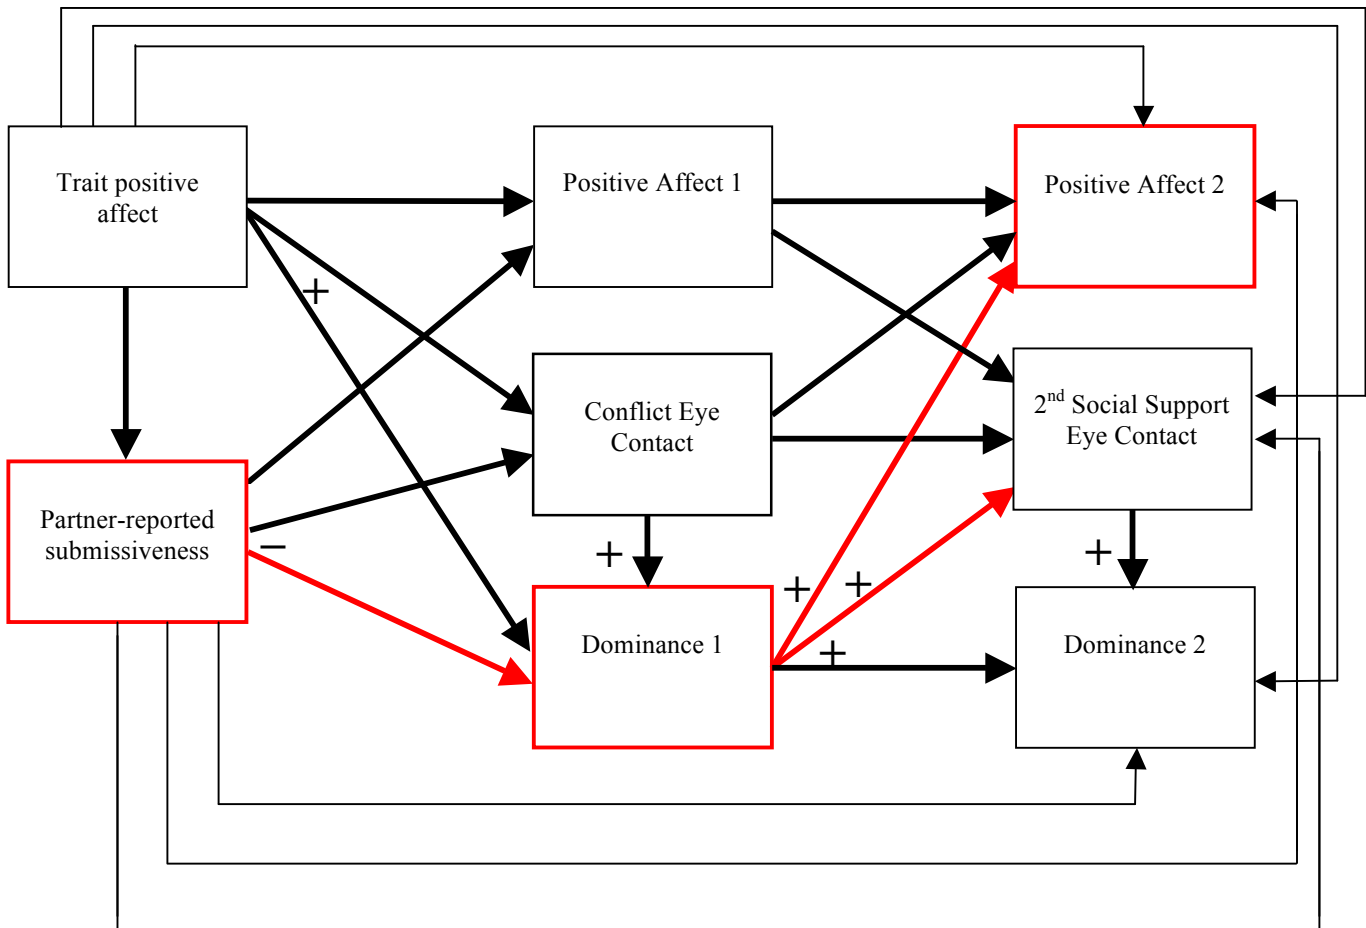 Trait positive
affect
Positive Affect 1
Positive Affect 2
+
Conflict Eye
Contact
2nd Social Support
Eye Contact
Partner-reported
submissiveness
−
+
+
+
+
+
Dominance 1
Dominance 2